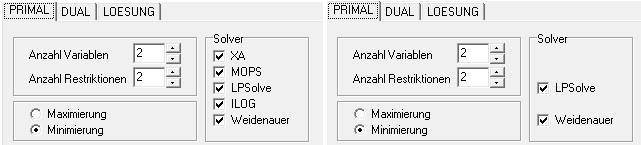 PRIMAL DUAL LOESUNG
Anzahl Variablen 2
Anzahl Restriktionen 2
Maximierung
Minimierung
Solver
XA
MOPS
LPSolve
ILOG
Weidenauer
PRIMAL DUAL LOESUNG
Anzahl Variablen 2
Anzahl Restriktionen 2
Maximierung
Minimierung
Solver
LPSolve
Weidenauer